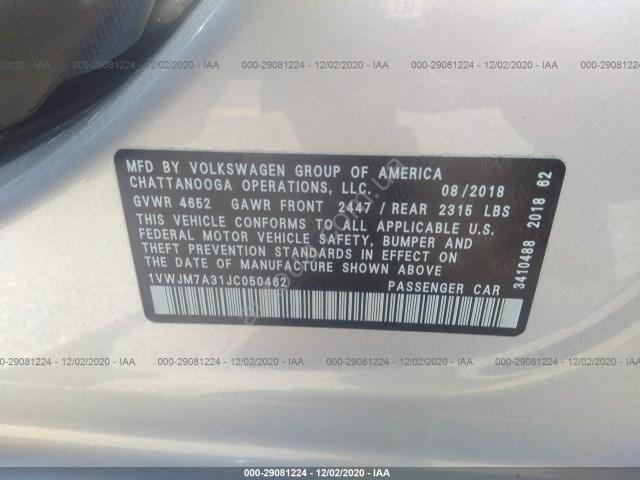 000-29081224 - 12/02/2020 - IAA
MFD BY VOLKSWAGEN GROUP OF AMERICA
CHATTANOOGA OPERATIONS, LLC. 08/2018
GVWR 4652 GAWR FRONT 2447 / REAR 2315 LBS
THIS VEHICLE CONFORMS TO ALL APPLICABLE U.S.
FEDERAL MOTOR VEHICLE SAFETY, BUMPER AND
THEFT PREVENTION STANDARDS IN EFFECT ON
THE DATE OF MANUFACTURE SHOWN ABOVE
1VWJM7A31JC050462 PASSENGER CAR
3410488 2018 62
000-29081224 - 12/02/2020 - IAA
000-29081224 - 12/02/2020 - IAA